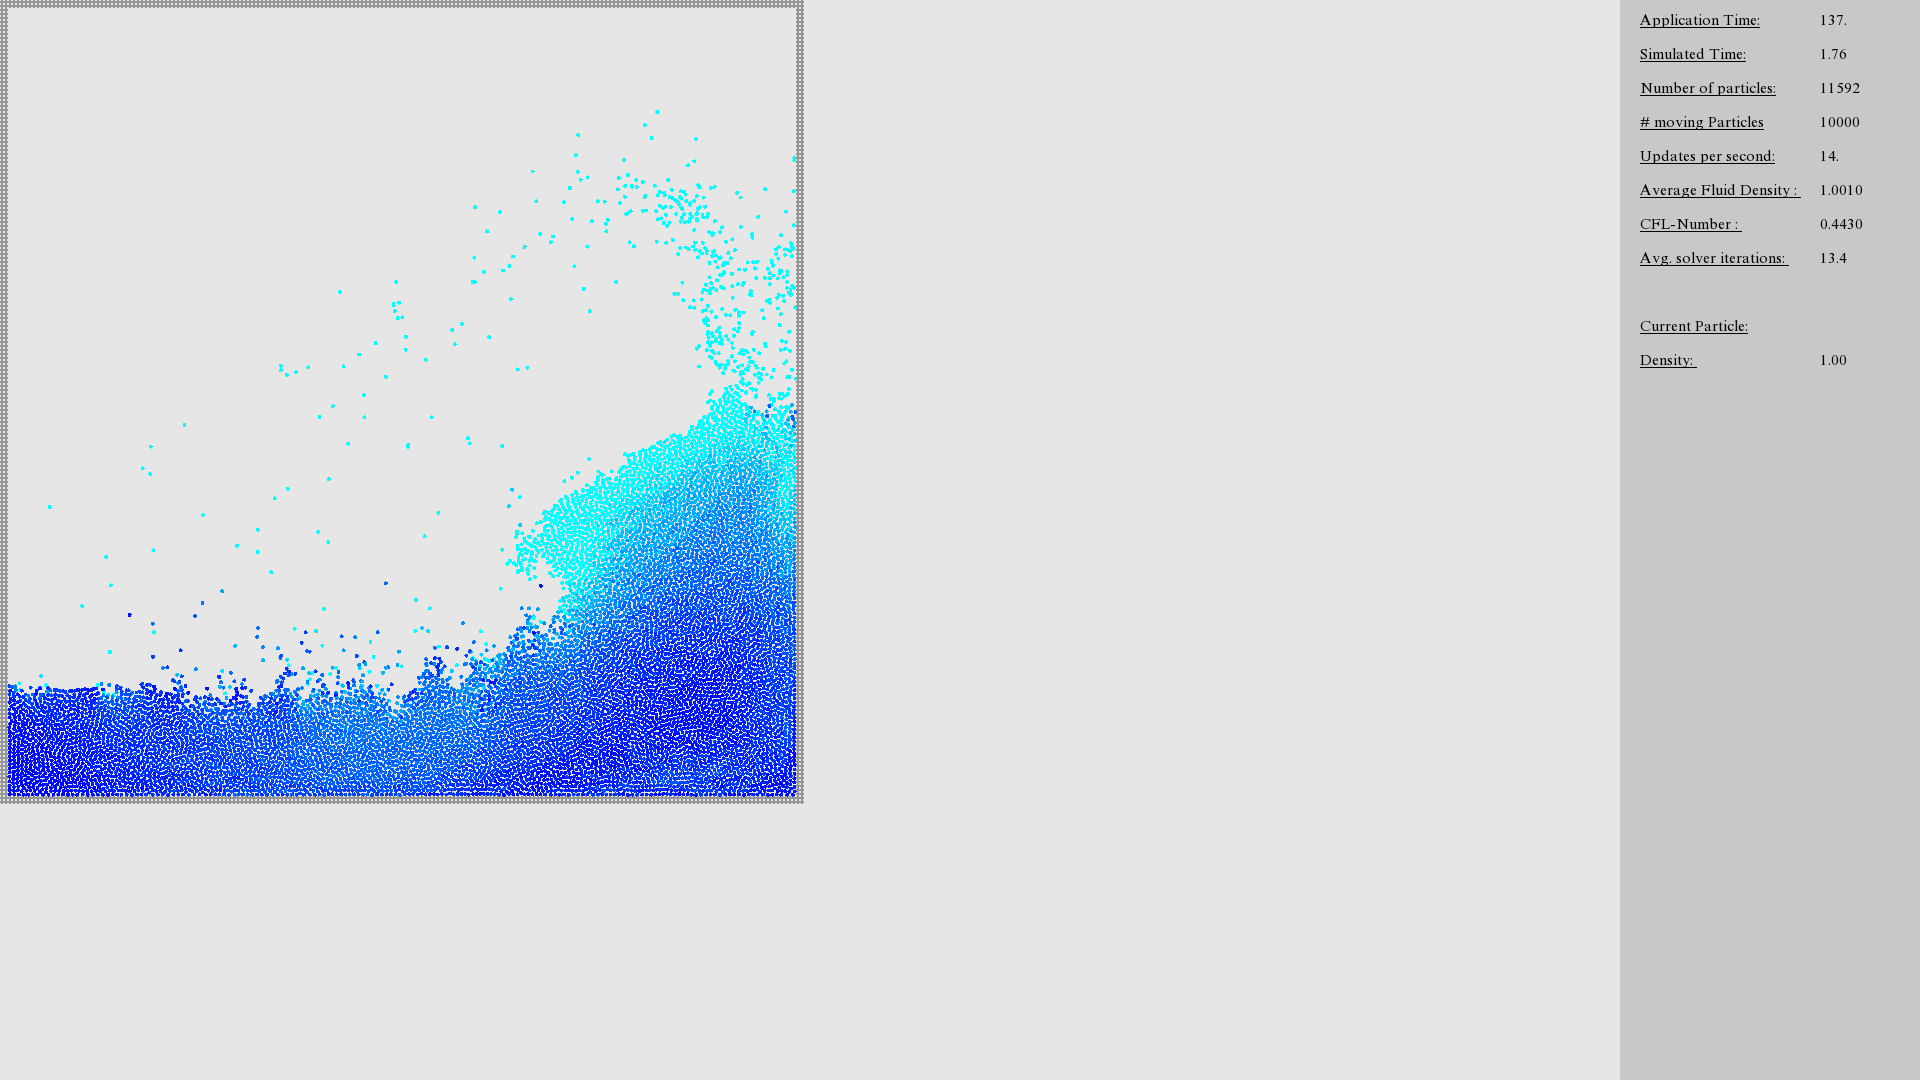 Application Time: 137.
Simulated Time: 1.76
Number of particles: 11592
# moving Particles 10000
Updates per second: 14.
Average Fluid Density : 1.0010
CFL-Number : 0.4430
Avg. solver iterations: 13.4
Current Particle:
Density: 1.00